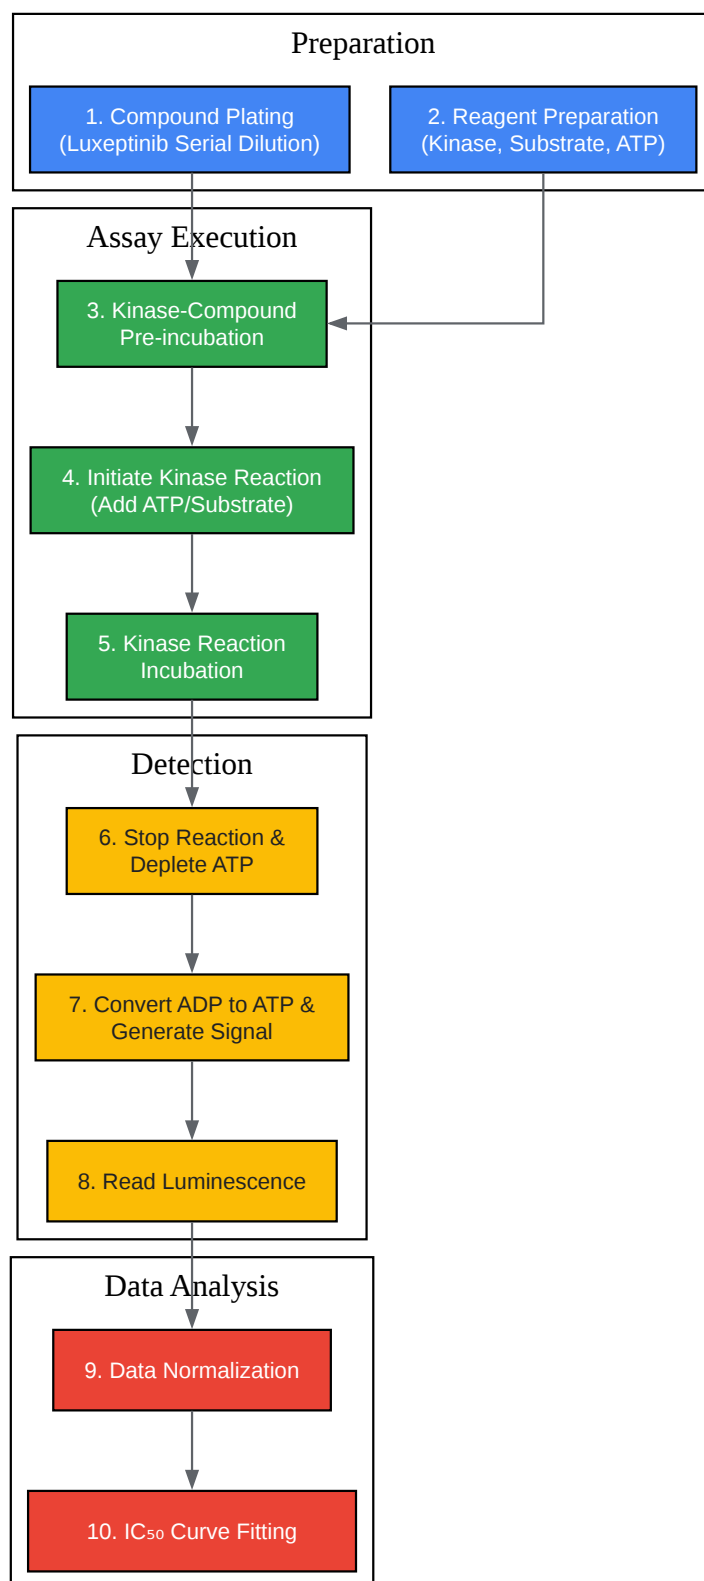 Preparation
1. Compound Plating
(Luxeptinib Serial Dilution)
2. Reagent Preparation
(Kinase, Substrate, ATP)
Assay Execution
3. Kinase-Compound
Pre-incubation
4. Initiate Kinase Reaction
(Add ATP/Substrate)
5. Kinase Reaction
Incubation
Detection
6. Stop Reaction &
Deplete ATP
7. Convert ADP to ATP &
Generate Signal
8. Read Luminescence
Data Analysis
9. Data Normalization
10. IC₅₀ Curve Fitting